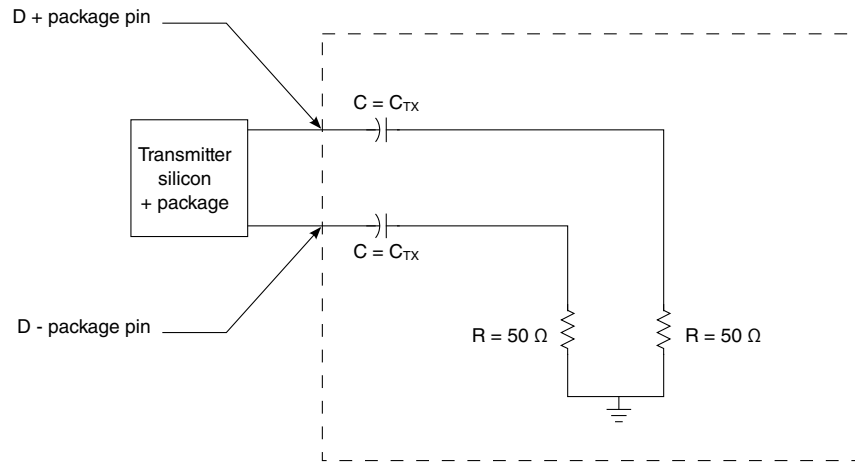 D + package pin
C = CTX
Transmitter
silicon
+ package
C = CTX
D - package pin
R = 50 Ω
R = 50 Ω